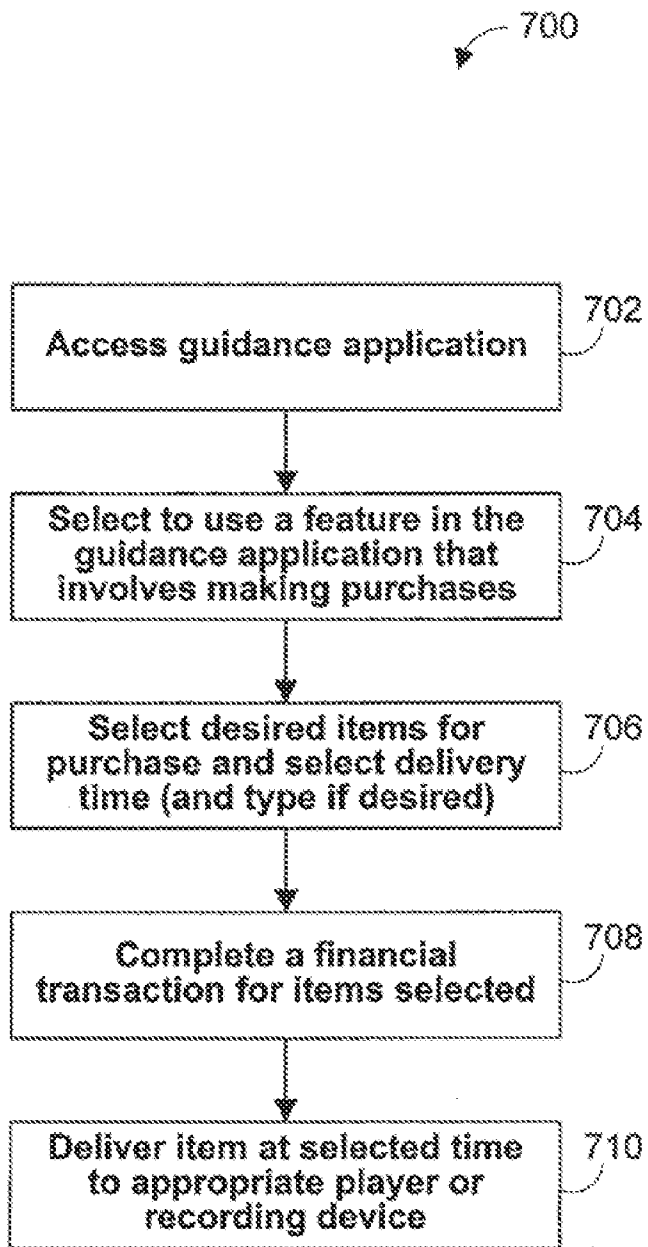 700
Access guidance application
702
Select to use a feature in the
guidance application that
involves making purchases
704
Select desired items for
purchase and select delivery
time (and type if desired)
706
Complete a financial
transaction for items selected
708
Deliver item at selected time
to appropriate player or
recording device
710